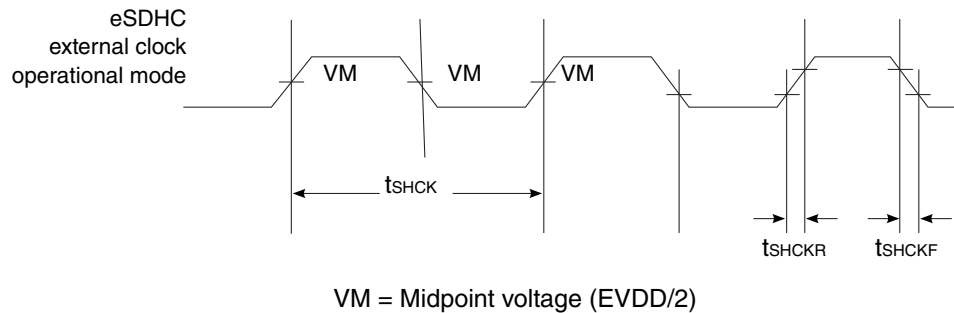 eSDHC
external clock
operational mode
VM
VM
VM
tSHCK
tSHCKR
tSHCKF
VM = Midpoint voltage (EVDD/2)